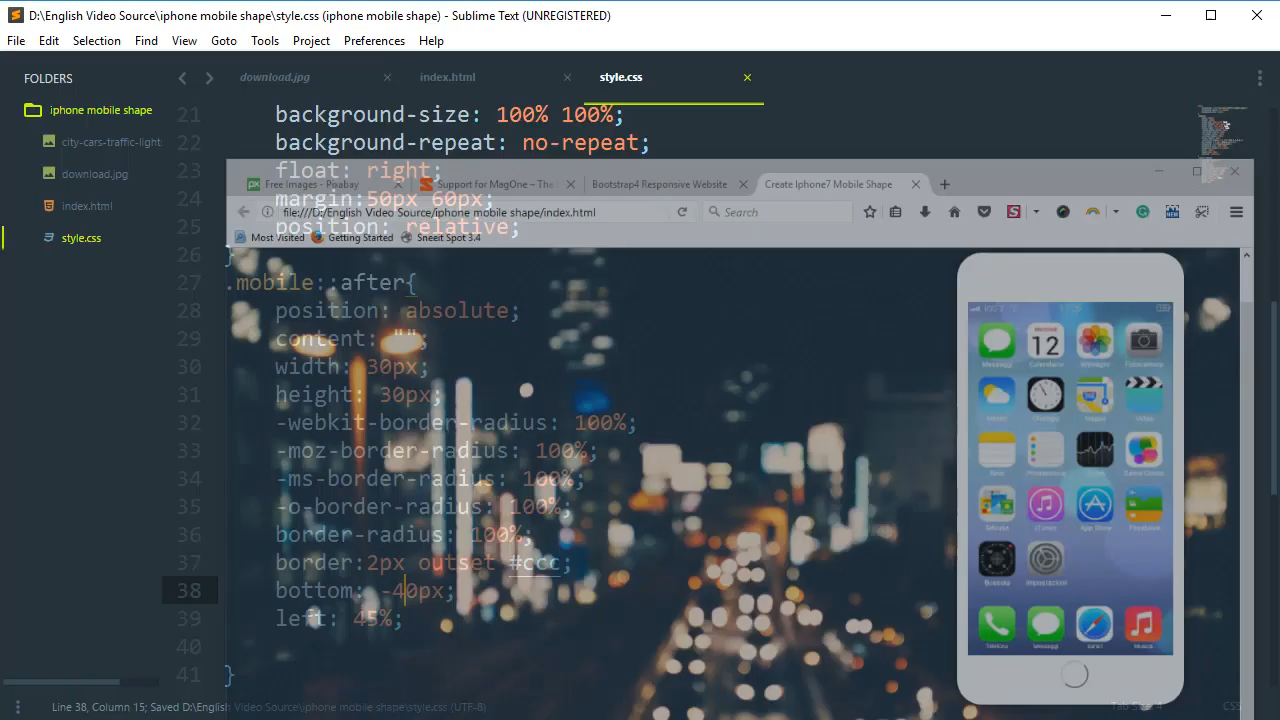 D:\English Video Source\iphone mobile shape\style.css (iphone mobile shape) - Sublime Text (UNREGISTERED)
File Edit Selection Find View Goto Tools Project Preferences Help
FOLDERS
iphone mobile shape
city-cars-traffic-light
download.jpg
index.html
style.css
download.jpg index.html style.css
21 background-size: 100% 100%;
22 background-repeat: no-repeat;
23 float: right;
24 margin:50px 60px;
25 position: relative;
26 }
27 .mobile::after{
28 position: absolute;
29 content: "";
30 width: 30px;
31 height: 30px;
32 -webkit-border-radius: 100%;
33 -moz-border-radius: 100%;
34 -ms-border-radius: 100%;
35 -o-border-radius: 100%;
36 border-radius: 100%;
37 border:2px outset #ccc;
38 bottom: -40px;
39 left: 45%;
40
41 }
Free Images - Pixabay
Support for MagOne – The
Bootstrap4 Responsive Website
Create Iphone7 Mobile Shape
file:///D:/English Video Source/iphone mobile shape/index.html
Search
Most Visited Getting Started Sneeit Spot 3.4
12
Line 38, Column 15; Saved D:\English Video Source\iphone mobile shape\style.css (UTF-8)
Tab Size: 4
CSS